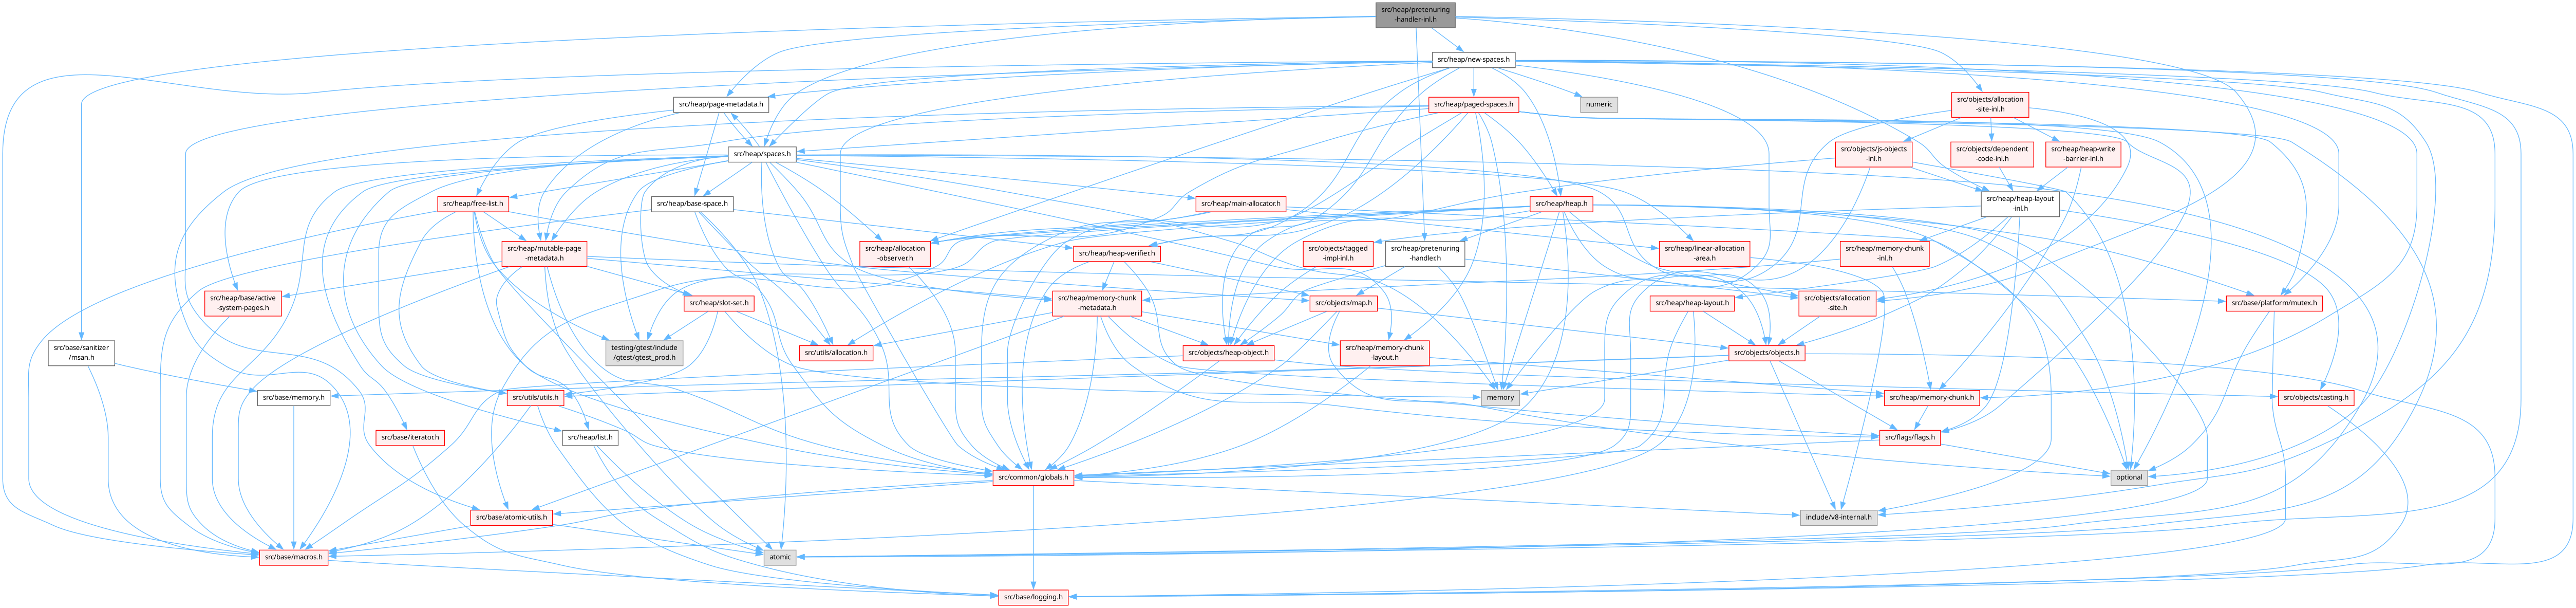 src/heap/pretenuring
-handler-inl.h
src/heap/new-spaces.h
src/heap/page-metadata.h
src/heap/paged-spaces.h
numeric
src/objects/allocation
-site-inl.h
src/heap/spaces.h
src/objects/js-objects
-inl.h
src/objects/dependent
-code-inl.h
src/heap/heap-write
-barrier-inl.h
src/heap/free-list.h
src/heap/base-space.h
src/heap/main-allocator.h
src/heap/heap.h
src/heap/heap-layout
-inl.h
src/heap/mutable-page
-metadata.h
src/heap/allocation
-observer.h
src/heap/heap-verifier.h
src/heap/pretenuring
-handler.h
src/objects/tagged
-impl-inl.h
src/heap/linear-allocation
-area.h
src/heap/memory-chunk
-inl.h
src/heap/base/active
-system-pages.h
src/heap/slot-set.h
src/heap/memory-chunk
-metadata.h
src/objects/map.h
src/heap/heap-layout.h
src/objects/allocation
-site.h
src/base/platform/mutex.h
src/base/sanitizer
/msan.h
testing/gtest/include
/gtest/gtest_prod.h
src/utils/allocation.h
src/objects/heap-object.h
src/heap/memory-chunk
-layout.h
src/objects/objects.h
src/base/memory.h
src/utils/utils.h
memory
src/heap/memory-chunk.h
src/objects/casting.h
src/base/iterator.h
src/heap/list.h
src/flags/flags.h
src/common/globals.h
optional
src/base/atomic-utils.h
include/v8-internal.h
src/base/macros.h
atomic
src/base/logging.h